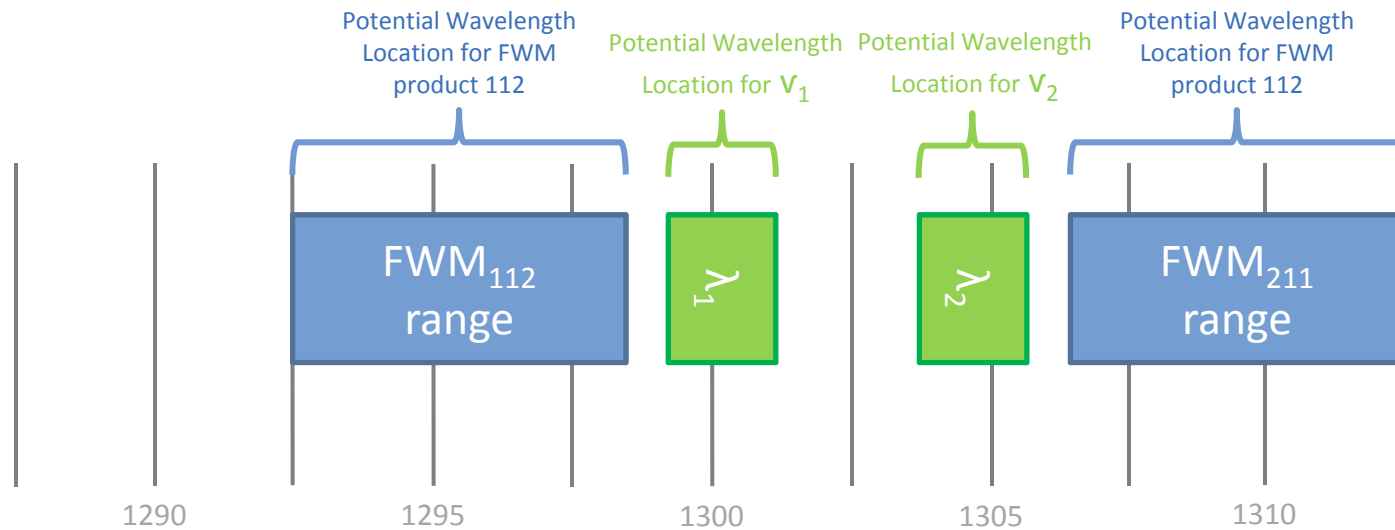 Potential Wavelength
Location for FWM
product 112
Potential Wavelength
Location for V₁
Potential Wavelength
Location for V₂
Potential Wavelength
Location for FWM
product 112
FWM₁₁₂
range
λ₁
λ₂
FWM₂₁₁
range
1290
1295
1300
1305
1310